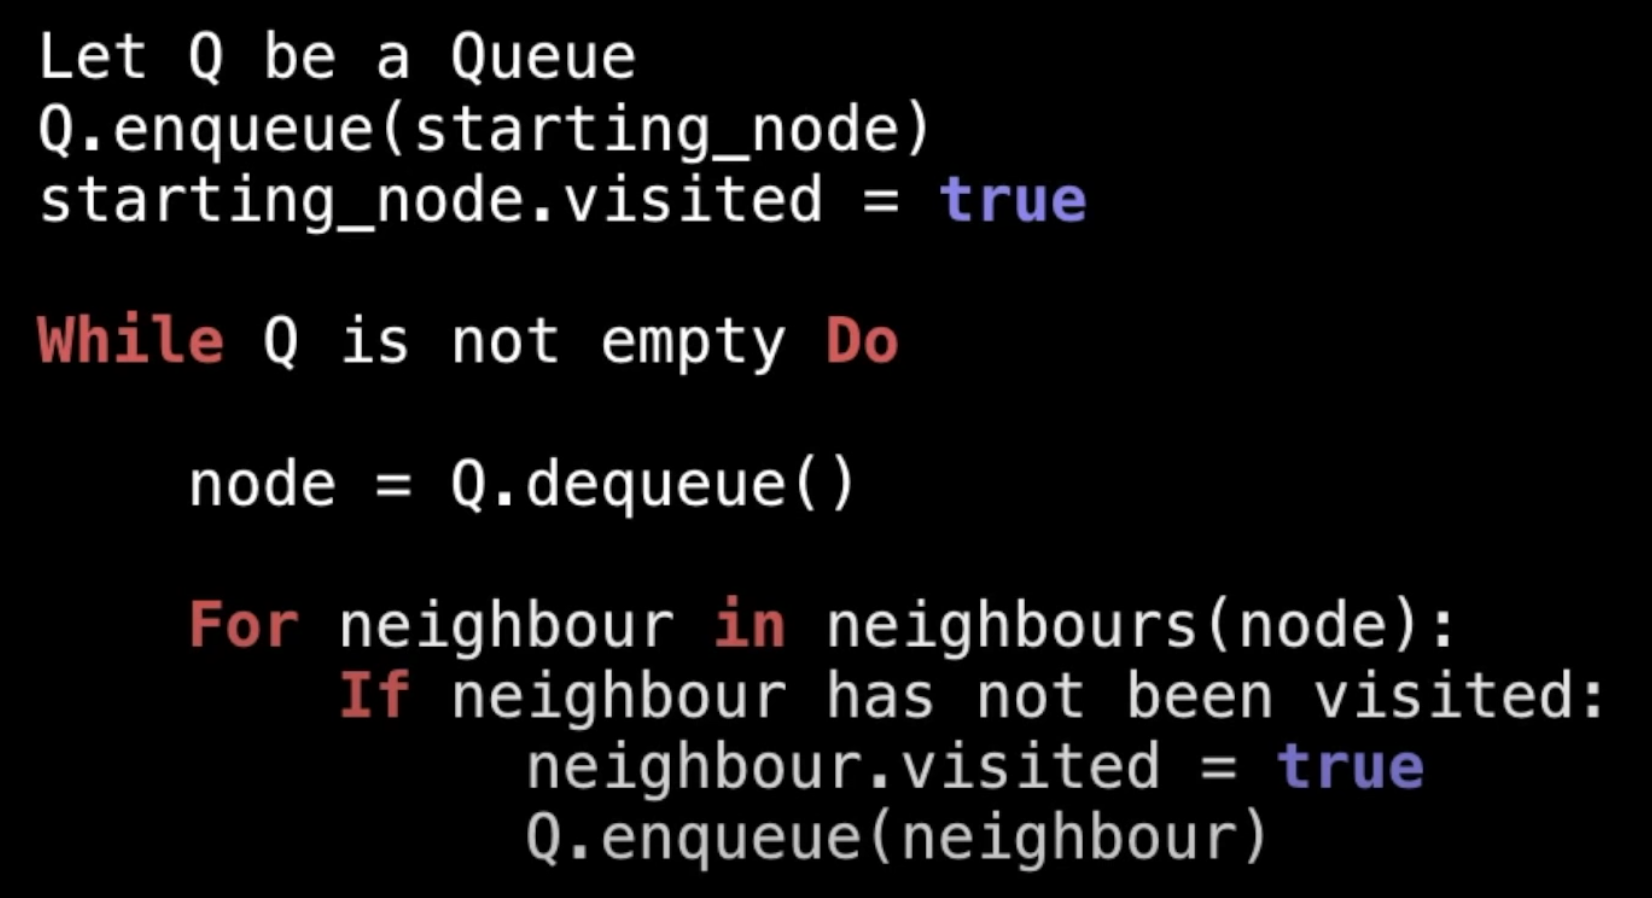 Let Q be a Queue
Q.enqueue(starting_node)
starting_node.visited = true
While Q is not empty Do
node = Q.dequeue()
For neighbour in neighbours(node):
If neighbour has not been visited:
neighbour.visited = true
Q.enqueue(neighbour)